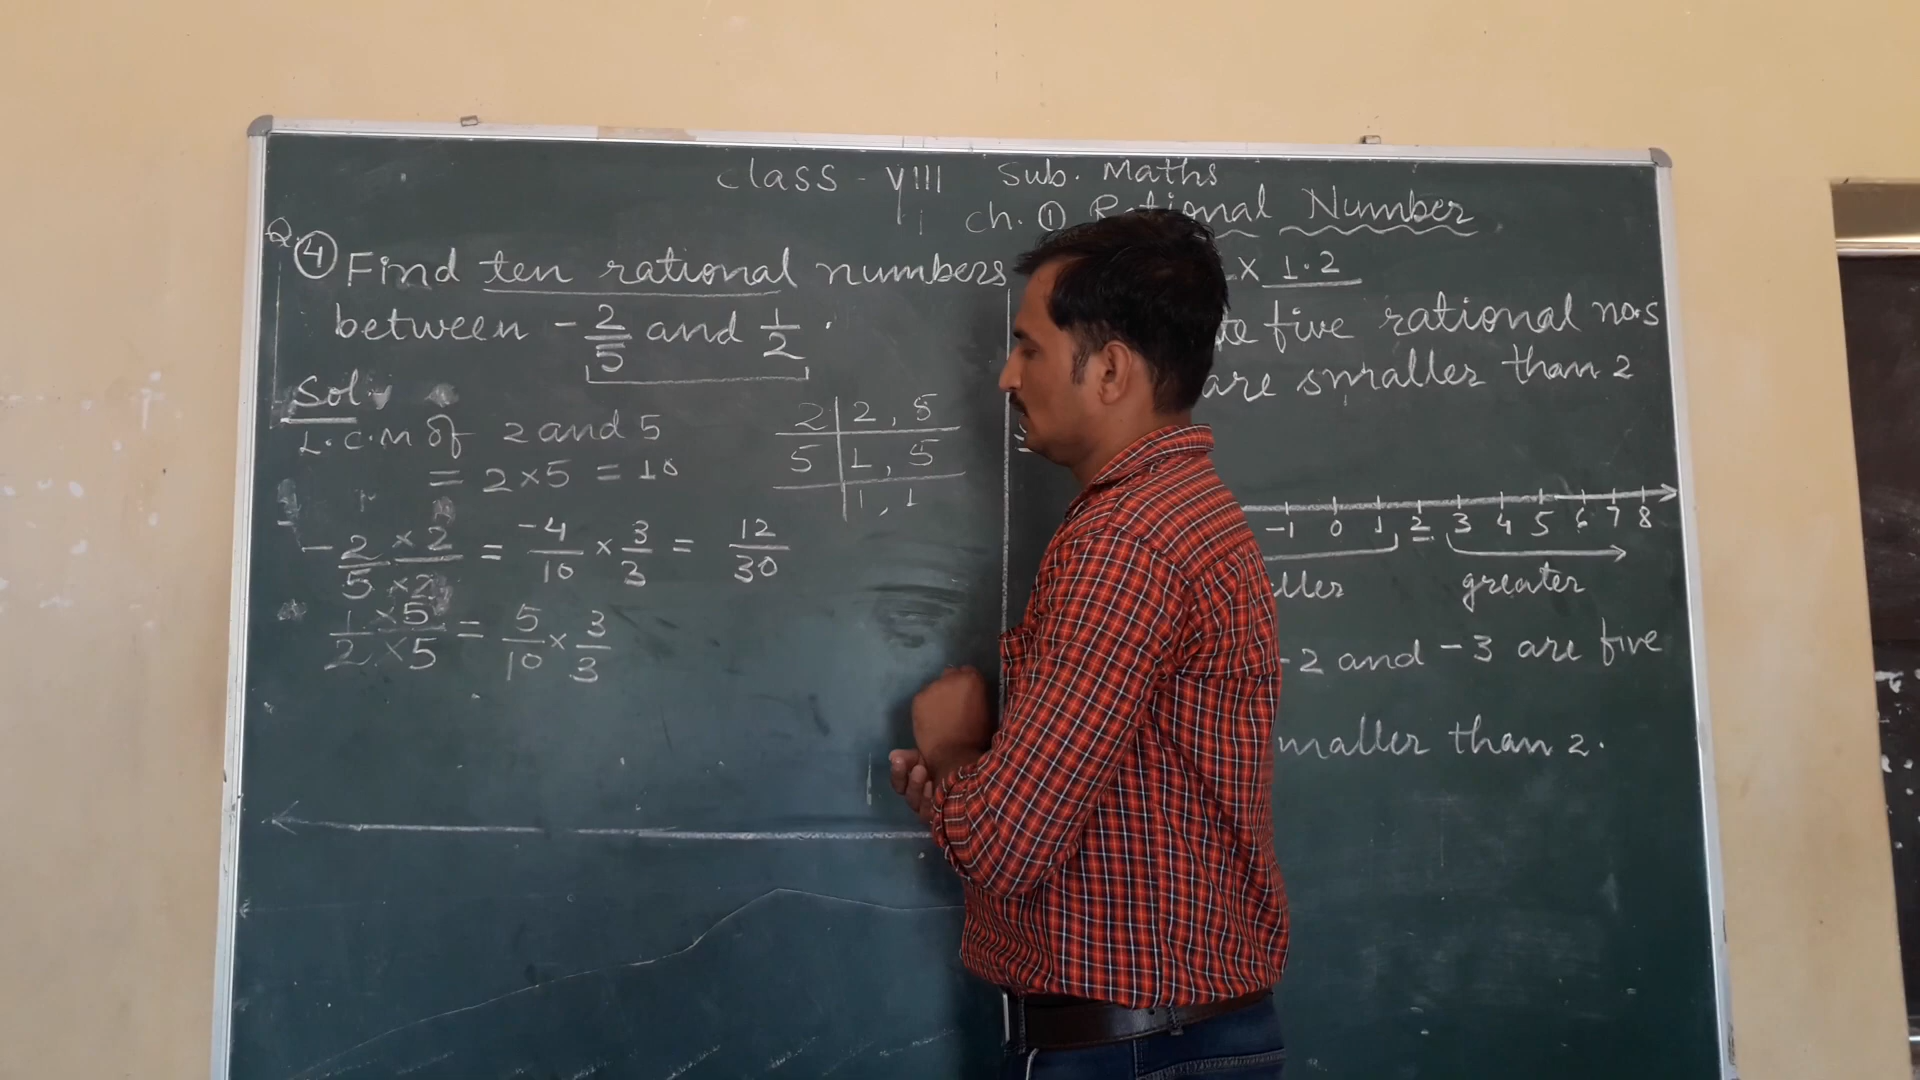 Class - VIII Sub. Maths
Ch. ① Rational Number
Q. ④ Find ten rational numbers
between -2/5 and 1/2 .
Sol.
L.C.M of 2 and 5
= 2×5 = 10
2 | 2, 5
5 | 1, 5
1, 1
-2/5 ×2/×2 = -4/10 × 3/3 = 12/30
1/2 ×5/×5 = 5/10 × 3/3
1.2
five rational no.s
are smaller than 2
-1 0 1 2 3 4 5 6 7 8
greater
-2 and -3 are five
smaller than 2.